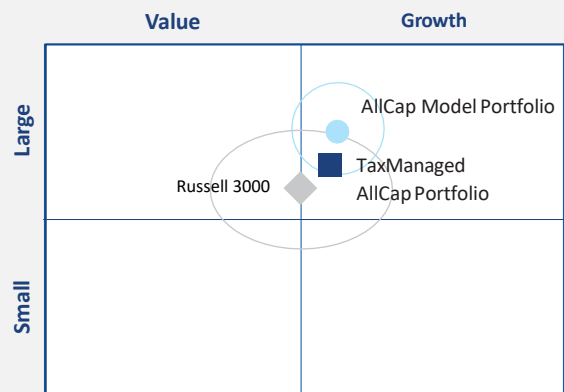 Value
Growth
Large
AllCap Model Portfolio
TaxManaged
AllCap Portfolio
Russell 3000
Small